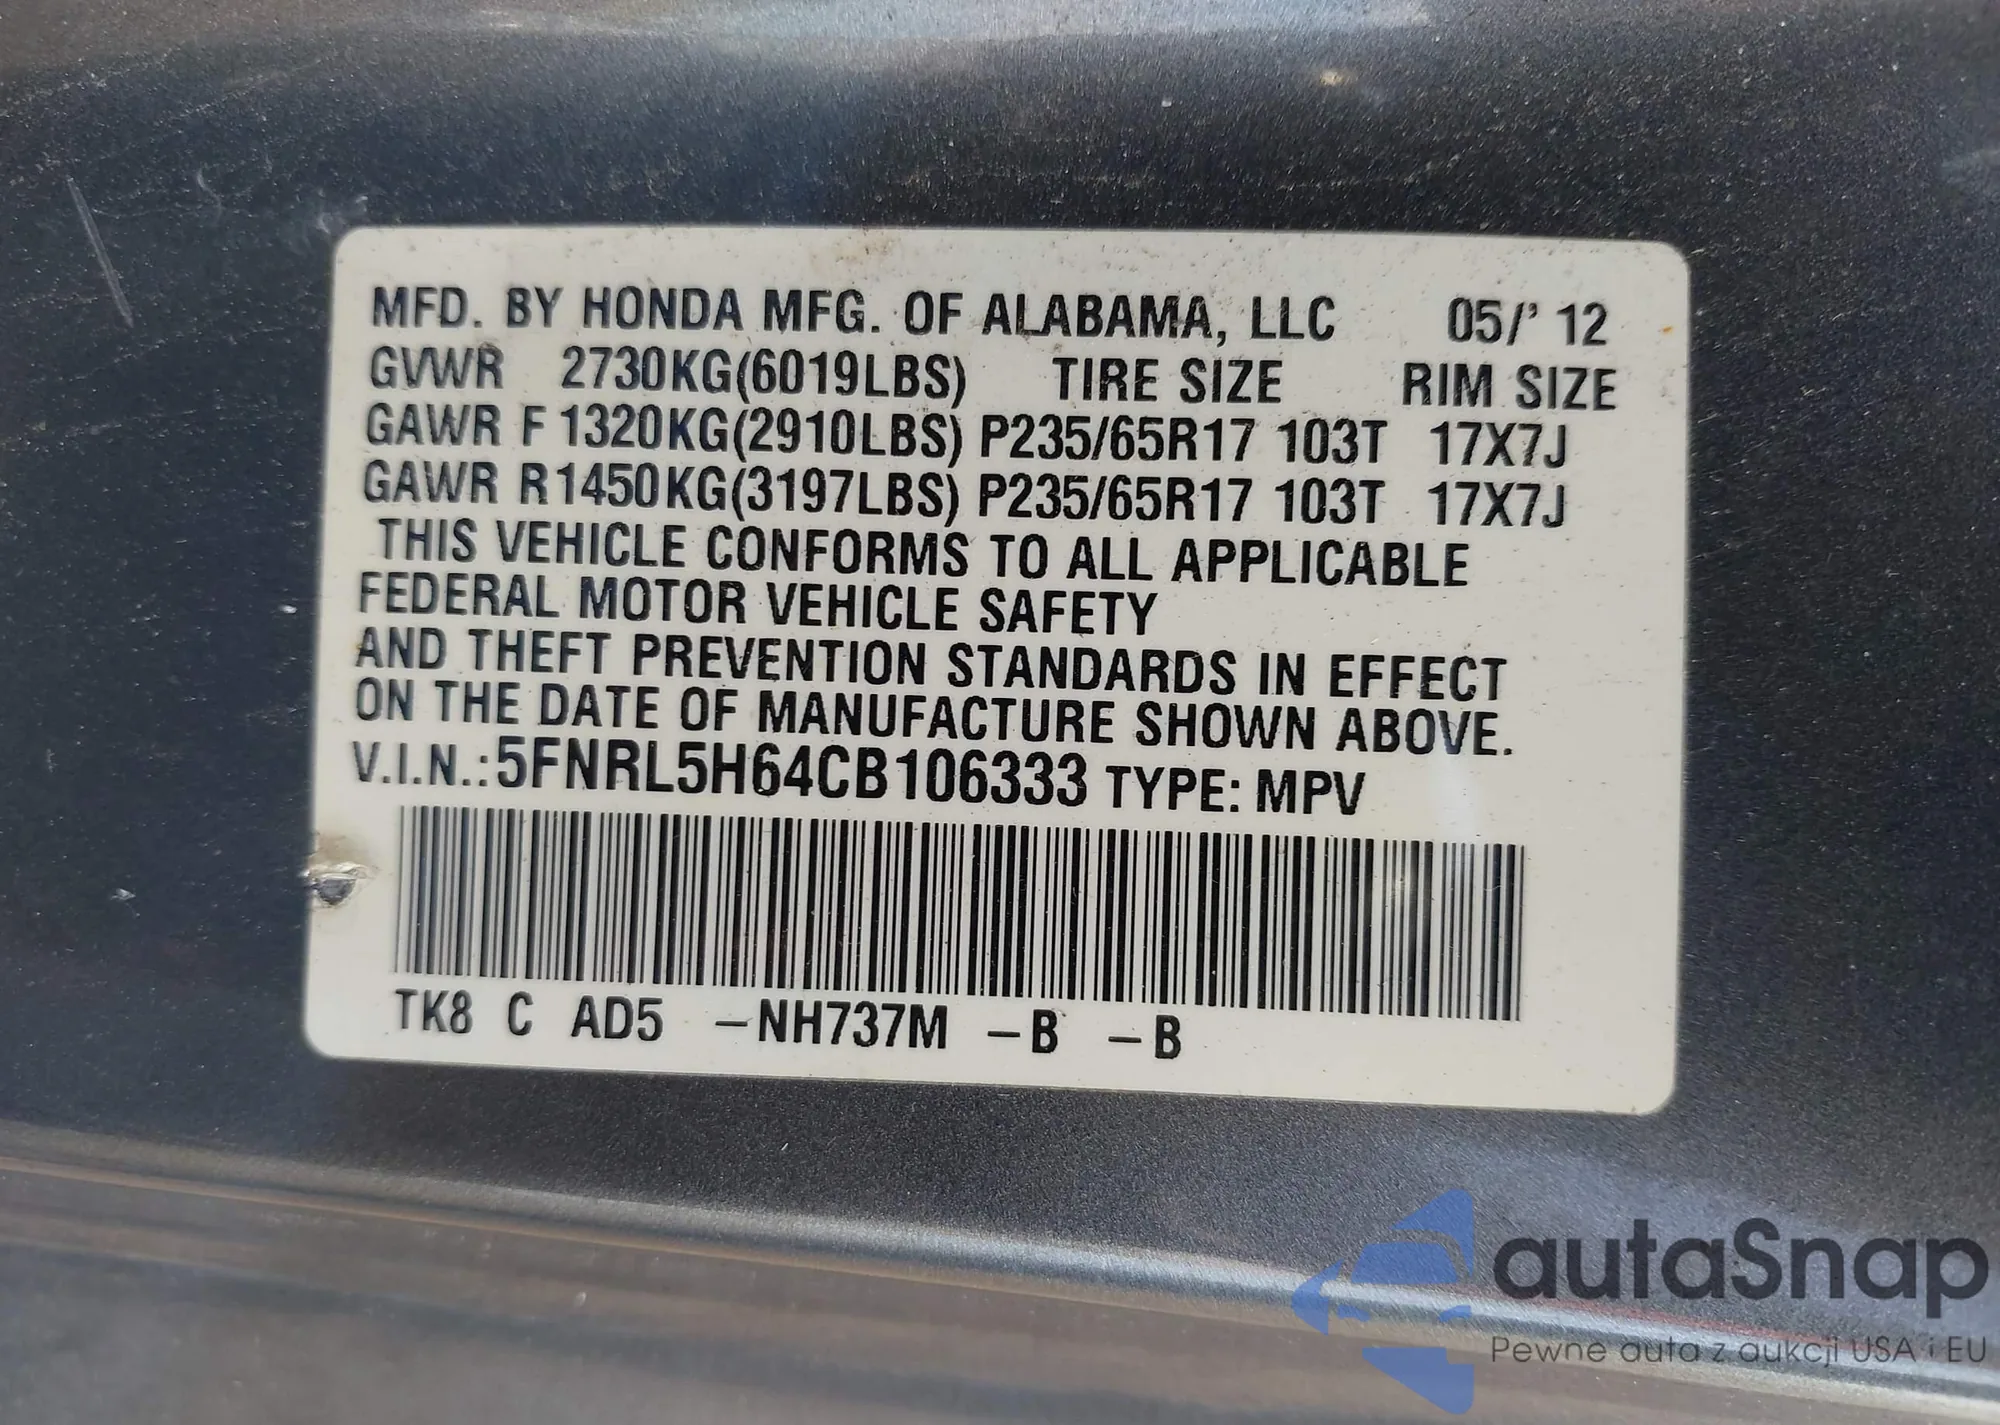 MFD. BY HONDA MFG. OF ALABAMA, LLC 05/' 12
GVWR 2730KG(6019LBS) TIRE SIZE RIM SIZE
GAWR F 1320KG(2910LBS) P235/65R17 103T 17X7J
GAWR R 1450KG(3197LBS) P235/65R17 103T 17X7J
THIS VEHICLE CONFORMS TO ALL APPLICABLE
FEDERAL MOTOR VEHICLE SAFETY
AND THEFT PREVENTION STANDARDS IN EFFECT
ON THE DATE OF MANUFACTURE SHOWN ABOVE.
V.I.N.:5FNRL5H64CB106333 TYPE: MPV
TK8 C AD5 –NH737M –B –B
autaSnap
Pewne auta z aukcji USA i EU